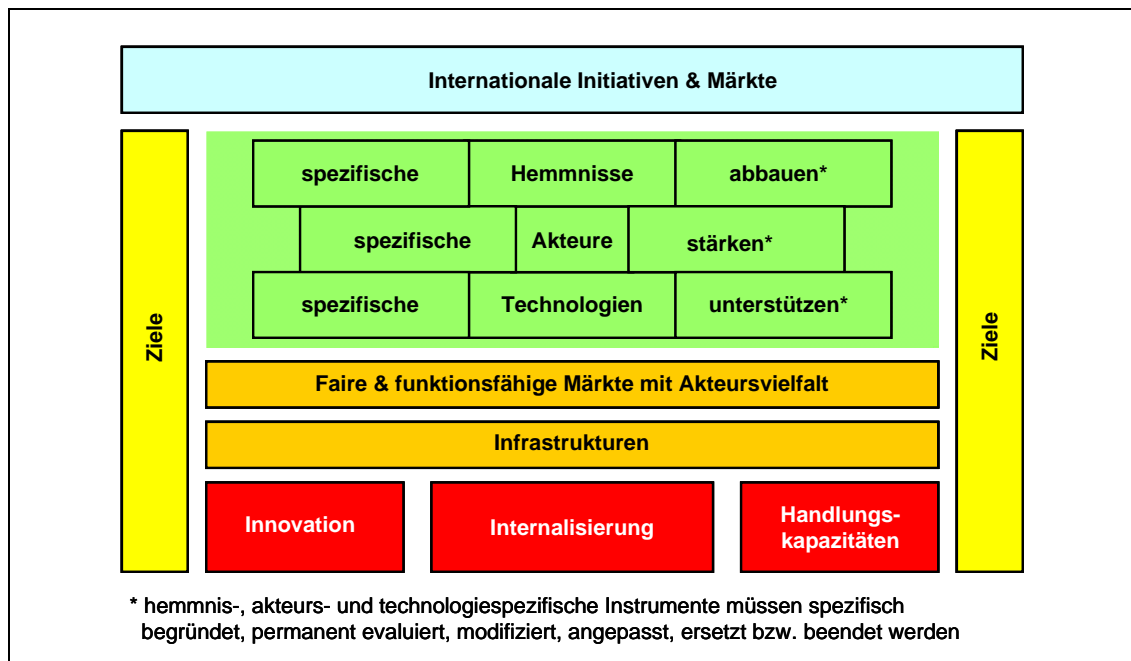 Internationale Initiativen & Märkte
Ziele
spezifische Hemmnisse abbauen*
spezifische Akteure stärken*
spezifische Technologien unterstützen*
Ziele
Faire & funktionsfähige Märkte mit Akteursvielfalt
Infrastrukturen
Innovation
Internalisierung
Handlungs-
kapazitäten
* hemmnis-, akteurs- und technologiespezifische Instrumente müssen spezifisch
begründet, permanent evaluiert, modifiziert, angepasst, ersetzt bzw. beendet werden